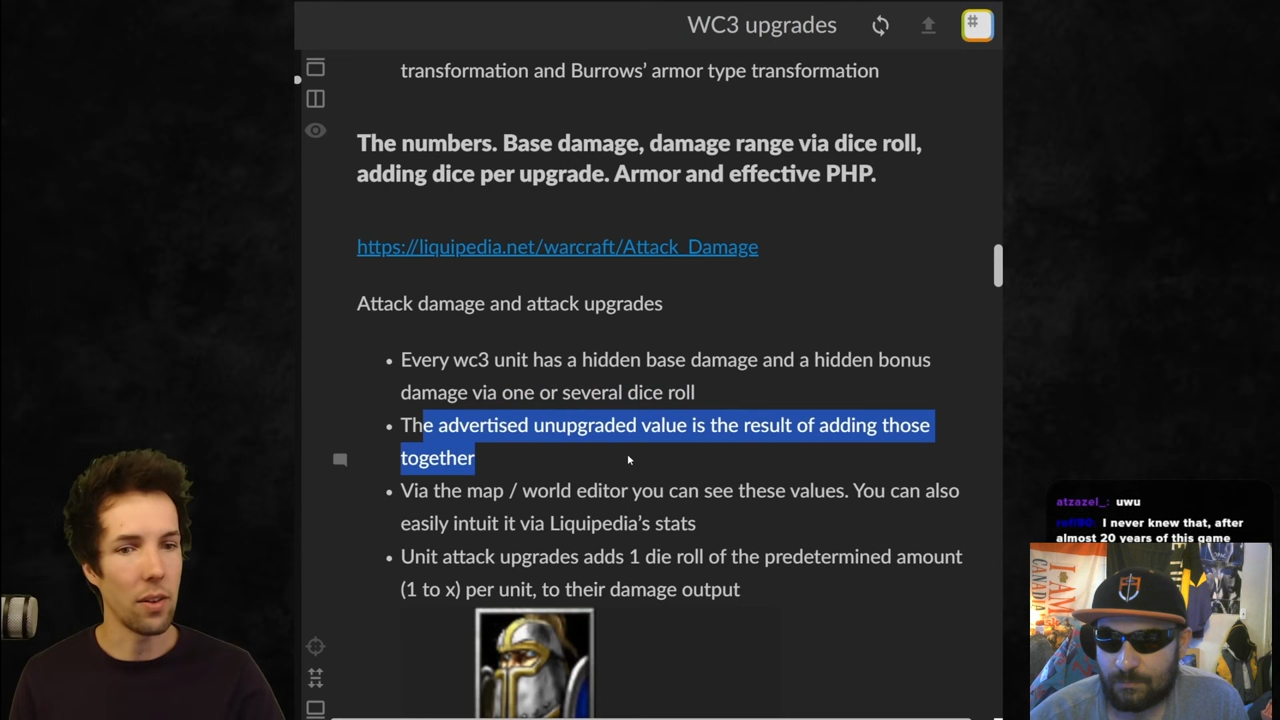 WC3 upgrades
#
transformation and Burrows' armor type transformation
The numbers. Base damage, damage range via dice roll,
adding dice per upgrade. Armor and effective PHP.
https://liquipedia.net/warcraft/Attack_Damage
Attack damage and attack upgrades
• Every wc3 unit has a hidden base damage and a hidden bonus
damage via one or several dice roll
• The advertised unupgraded value is the result of adding those
together
• Via the map / world editor you can see these values. You can also
easily intuit it via Liquipedia's stats
• Unit attack upgrades adds 1 die roll of the predetermined amount
(1 to x) per unit, to their damage output
atzazel_: uwu
I never knew that, after
almost 20 years of this game
I AM
CANADIA